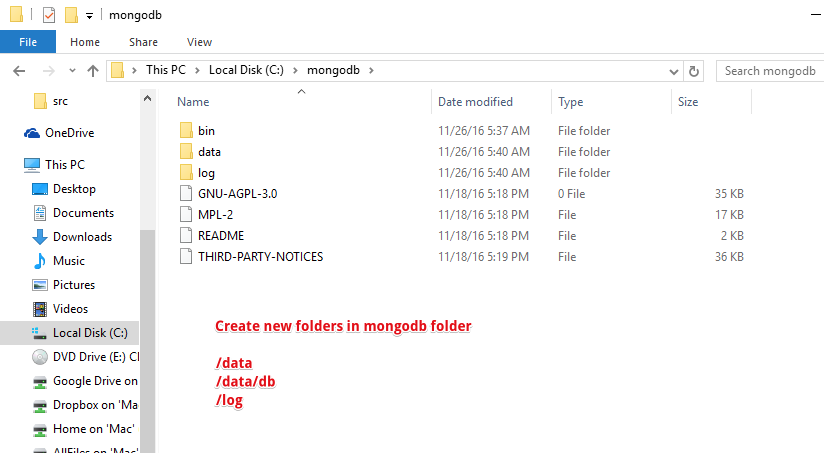 mongodb
File Home Share View
This PC Local Disk (C:) mongodb Search mongodb
Name Date modified Type Size
src
OneDrive
This PC
Desktop
Documents
Downloads
Music
Pictures
Videos
Local Disk (C:)
DVD Drive (E:) C
Google Drive on
Dropbox on 'Ma
Home on 'Mac'
AllFiles on 'Mac'
bin 11/26/16 5:37 AM File folder
data 11/26/16 5:40 AM File folder
log 11/26/16 5:40 AM File folder
GNU-AGPL-3.0 11/18/16 5:18 PM 0 File 35 KB
MPL-2 11/18/16 5:18 PM File 17 KB
README 11/18/16 5:18 PM File 2 KB
THIRD-PARTY-NOTICES 11/18/16 5:19 PM File 36 KB
Create new folders in mongodb folder
/data
/data/db
/log